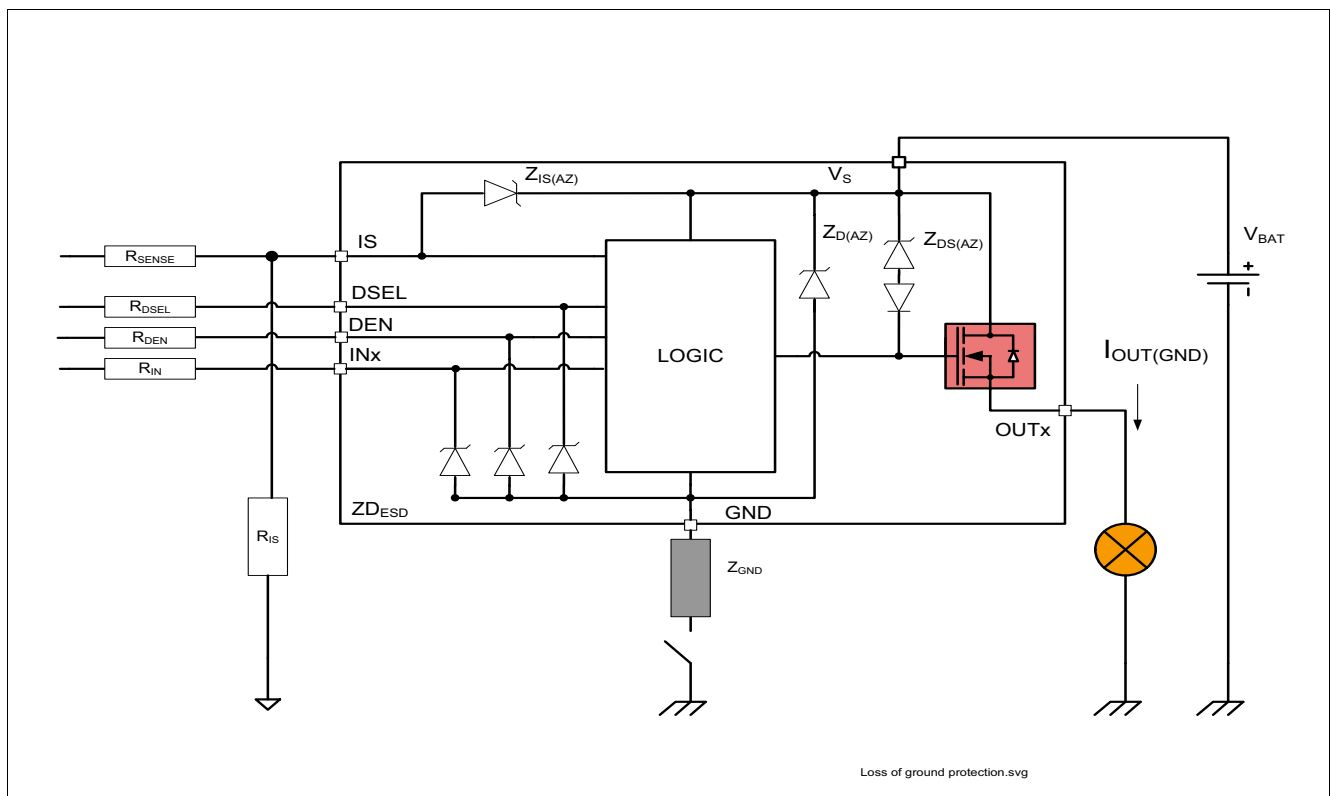 ZIS(AZ)
VS
ZD(AZ)
ZDS(AZ)
VBAT
+
-
IS
RSENSE
DSEL
RDSEL
DEN
RDEN
INx
RIN
LOGIC
IOUT(GND)
OUTx
ZDESD
GND
RIS
ZGND
Loss of ground protection.svg